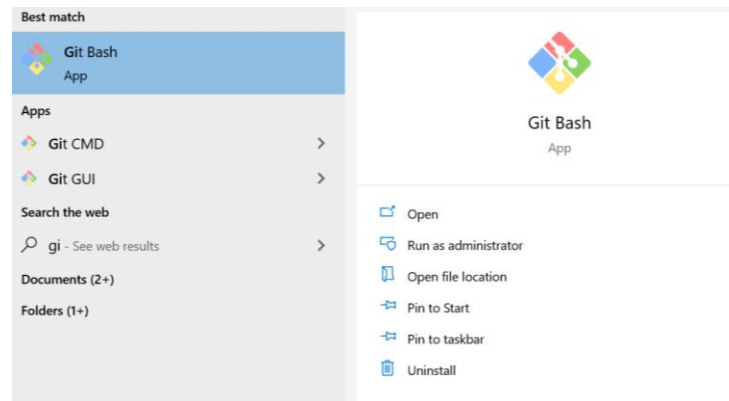 Best match
Git Bash
App
Apps
Git CMD
Git GUI
Search the web
gi - See web results
Documents (2+)
Folders (1+)
Git Bash
App
Open
Run as administrator
Open file location
Pin to Start
Pin to taskbar
Uninstall